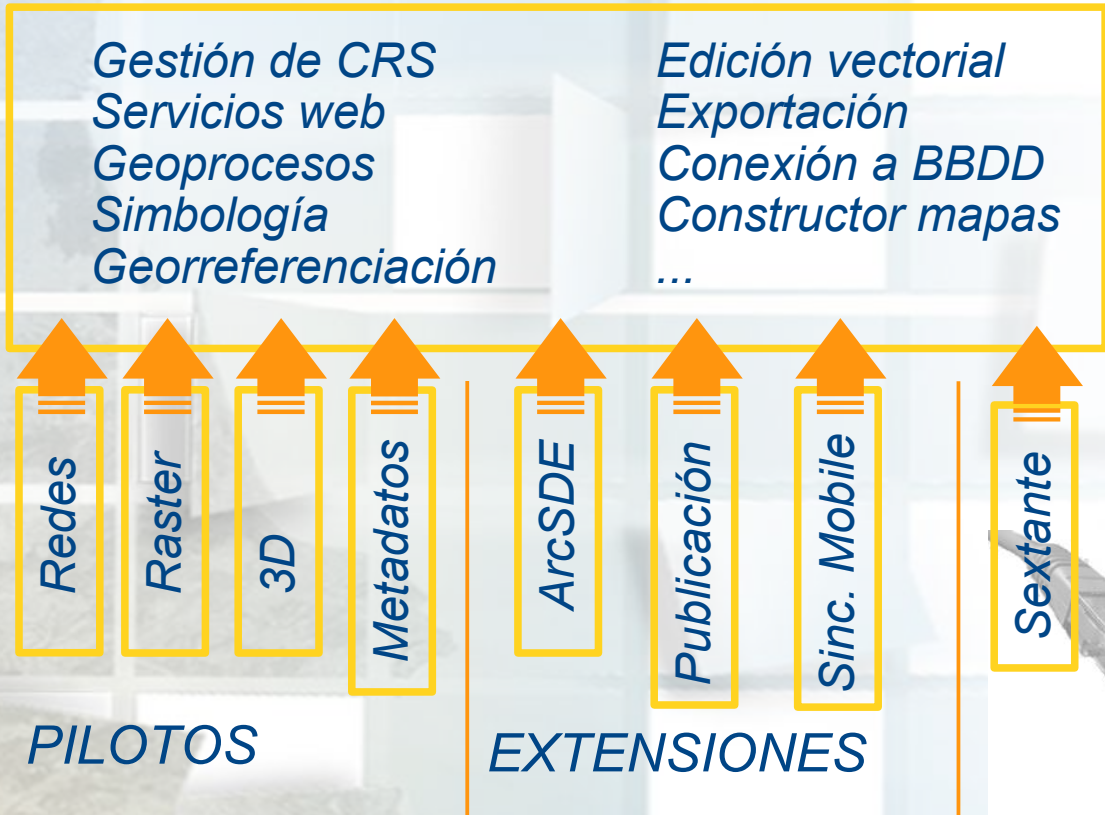 Gestión de CRS
Servicios web
Geoprocesos
Simbología
Georreferenciación
Edición vectorial
Exportación
Conexión a BBDD
Constructor mapas
...
Redes
Raster
3D
Metadatos
ArcSDE
Publicación
Sinc. Mobile
Sextante
PILOTOS
EXTENSIONES